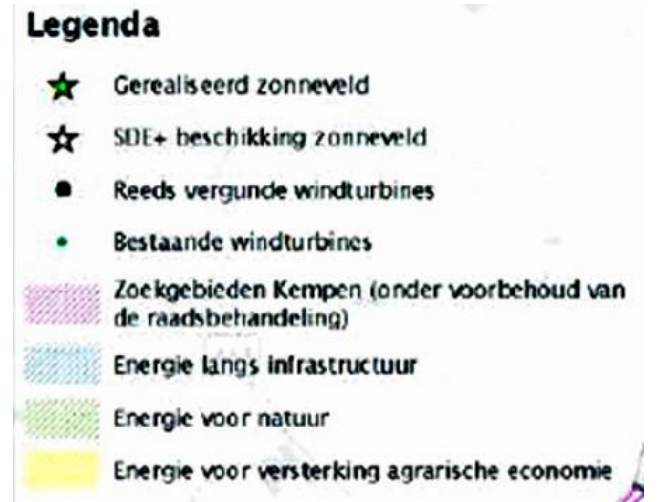 Legenda
Gerealiseerd zonneveld
SDE+ beschikking zonneveld
Reeds vergunde windturbines
Bestaande windturbines
Zoekgebieden Kempen (onder voorbehoud van
de raadsbehandeling)
Energie langs infrastructuur
Energie voor natuur
Energie voor versterking agrarische economie